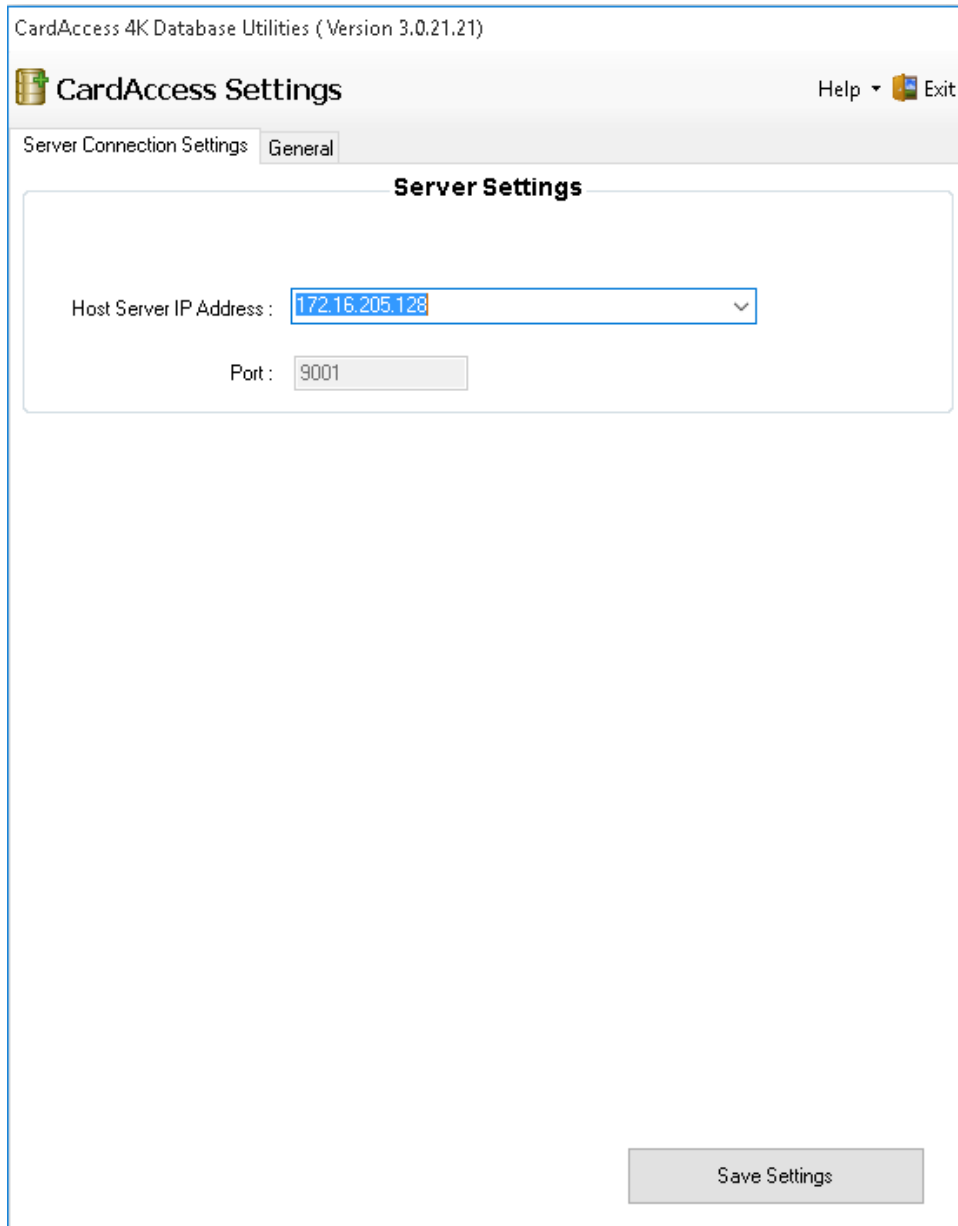 CardAccess 4K Database Utilities ( Version 3.0.21.21)
CardAccess Settings
Help Exit
Server Connection Settings General
Server Settings
Host Server IP Address : 172.16.205.128
Port : 9001
Save Settings